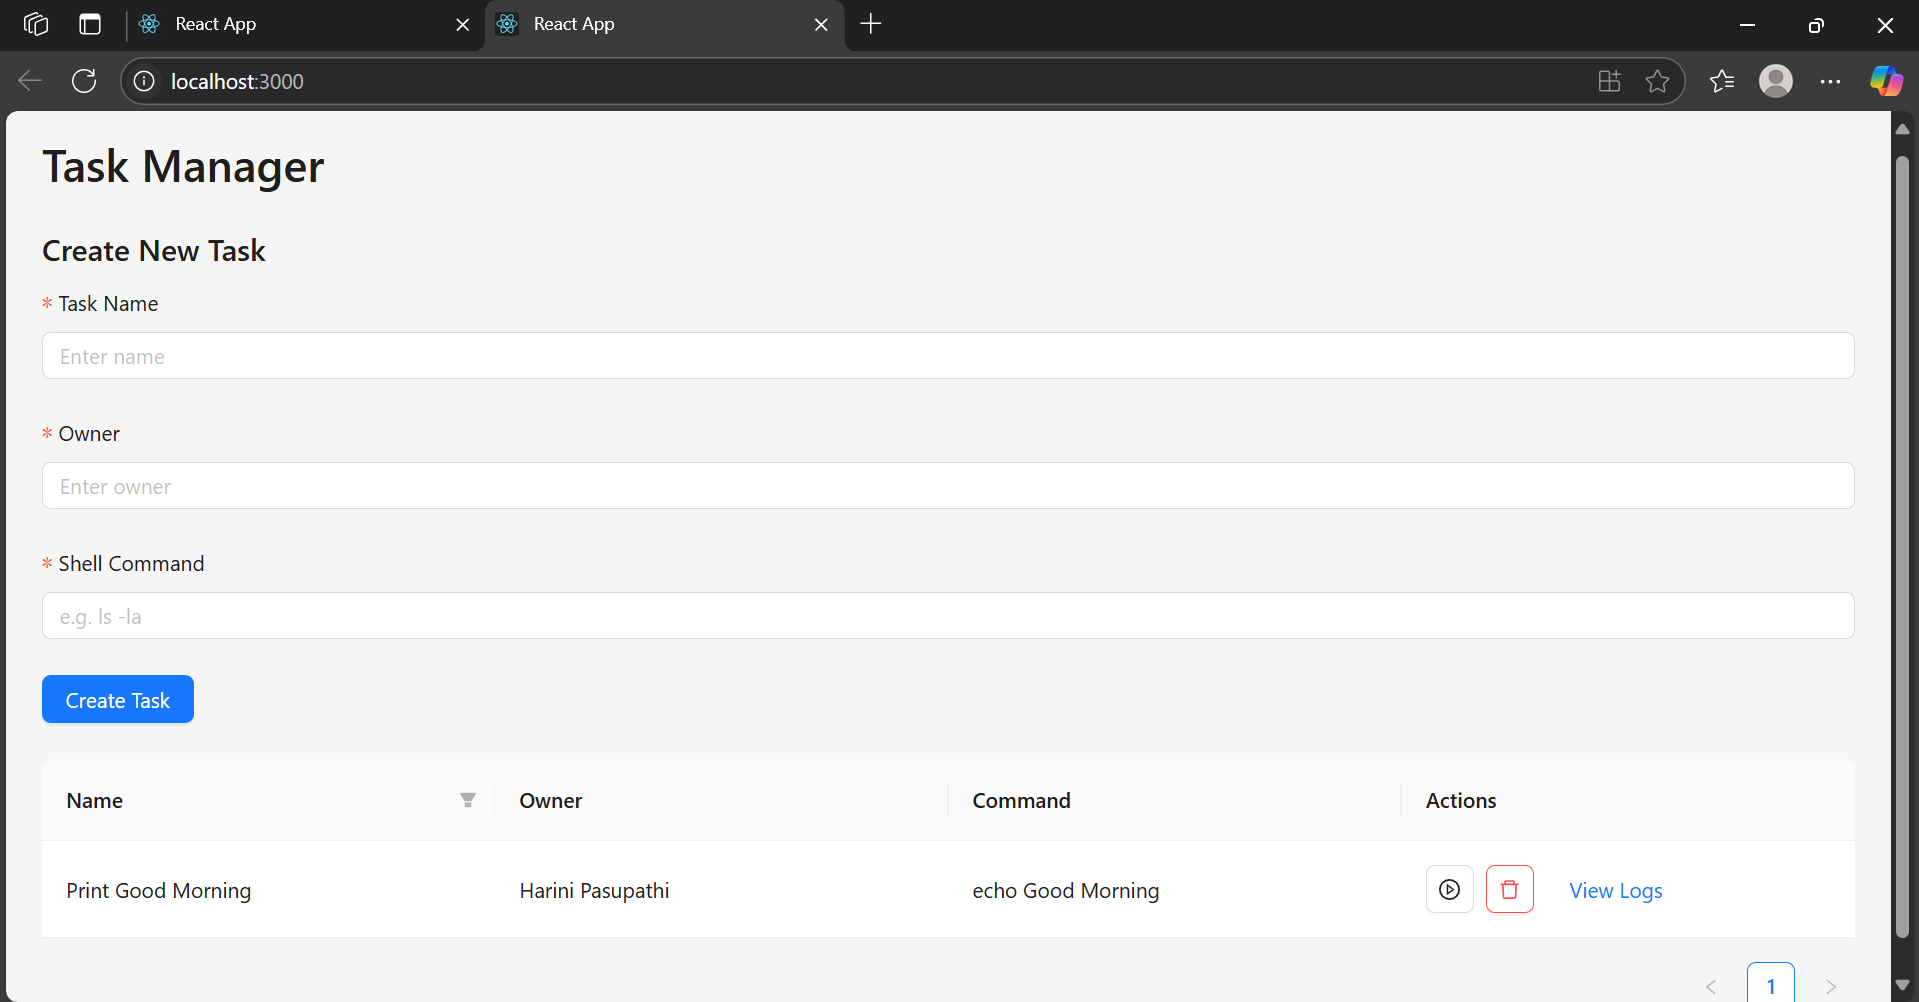 React App
React App
localhost:3000
Task Manager
Create New Task
* Task Name
Enter name
* Owner
Enter owner
* Shell Command
e.g. ls -la
Create Task
Name Owner Command Actions
Print Good Morning Harini Pasupathi echo Good Morning View Logs
< 1 >